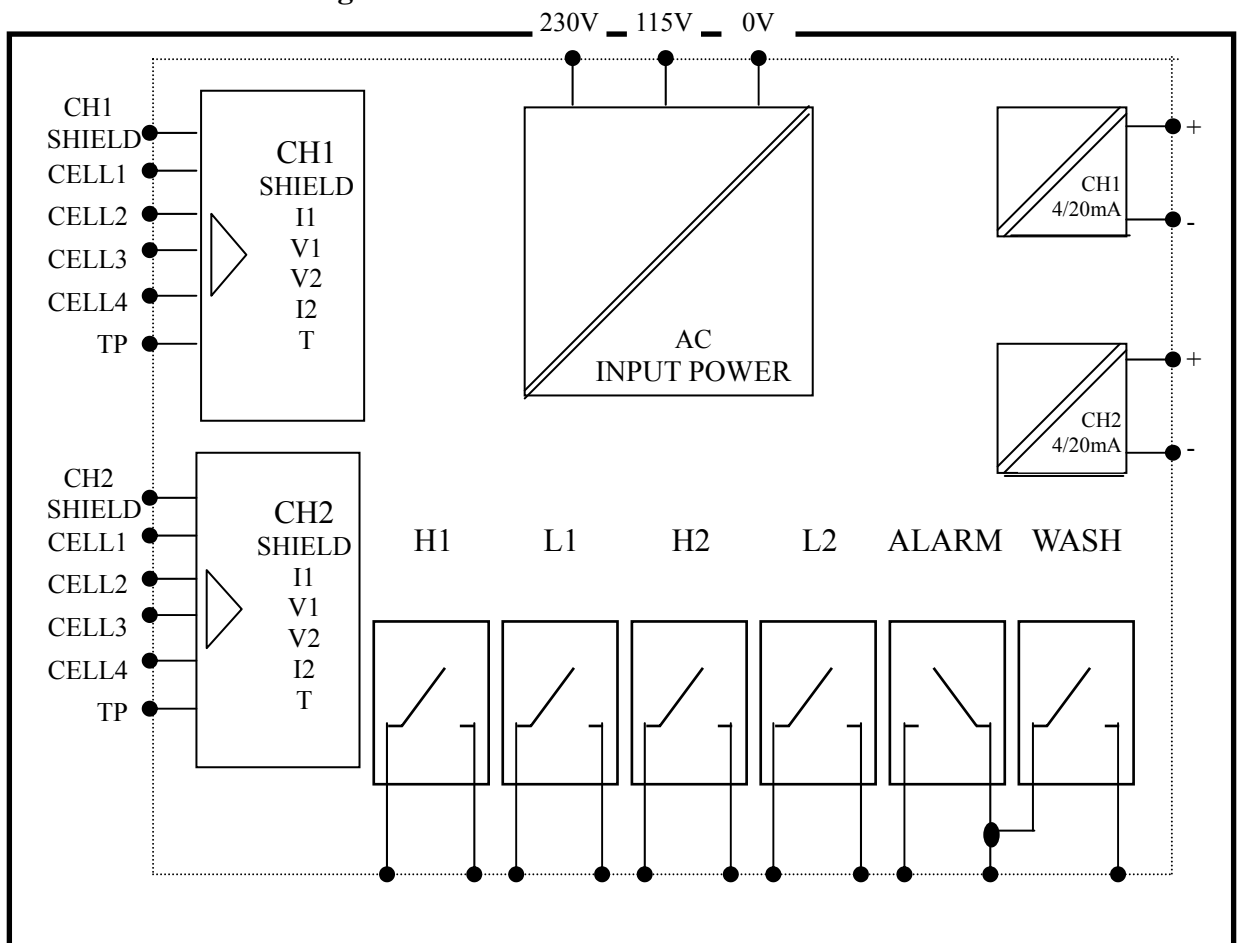 230V 115V 0V
CH1
SHIELD
CELL1
CELL2
CELL3
CELL4
TP
CH1
SHIELD
I1
V1
V2
I2
T
AC
INPUT POWER
+
CH1
4/20mA
-
+
CH2
4/20mA
-
CH2
SHIELD
CELL1
CELL2
CELL3
CELL4
TP
CH2
SHIELD
I1
V1
V2
I2
T
H1 L1 H2 L2 ALARM WASH